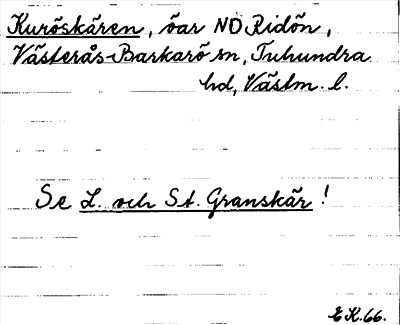 Kuröskären, öar NO Ridön,
Västerås-Barkarö sn, Tuhundra
hd, Västm. l.
Se L. och St. Granskär!
E K. 66.